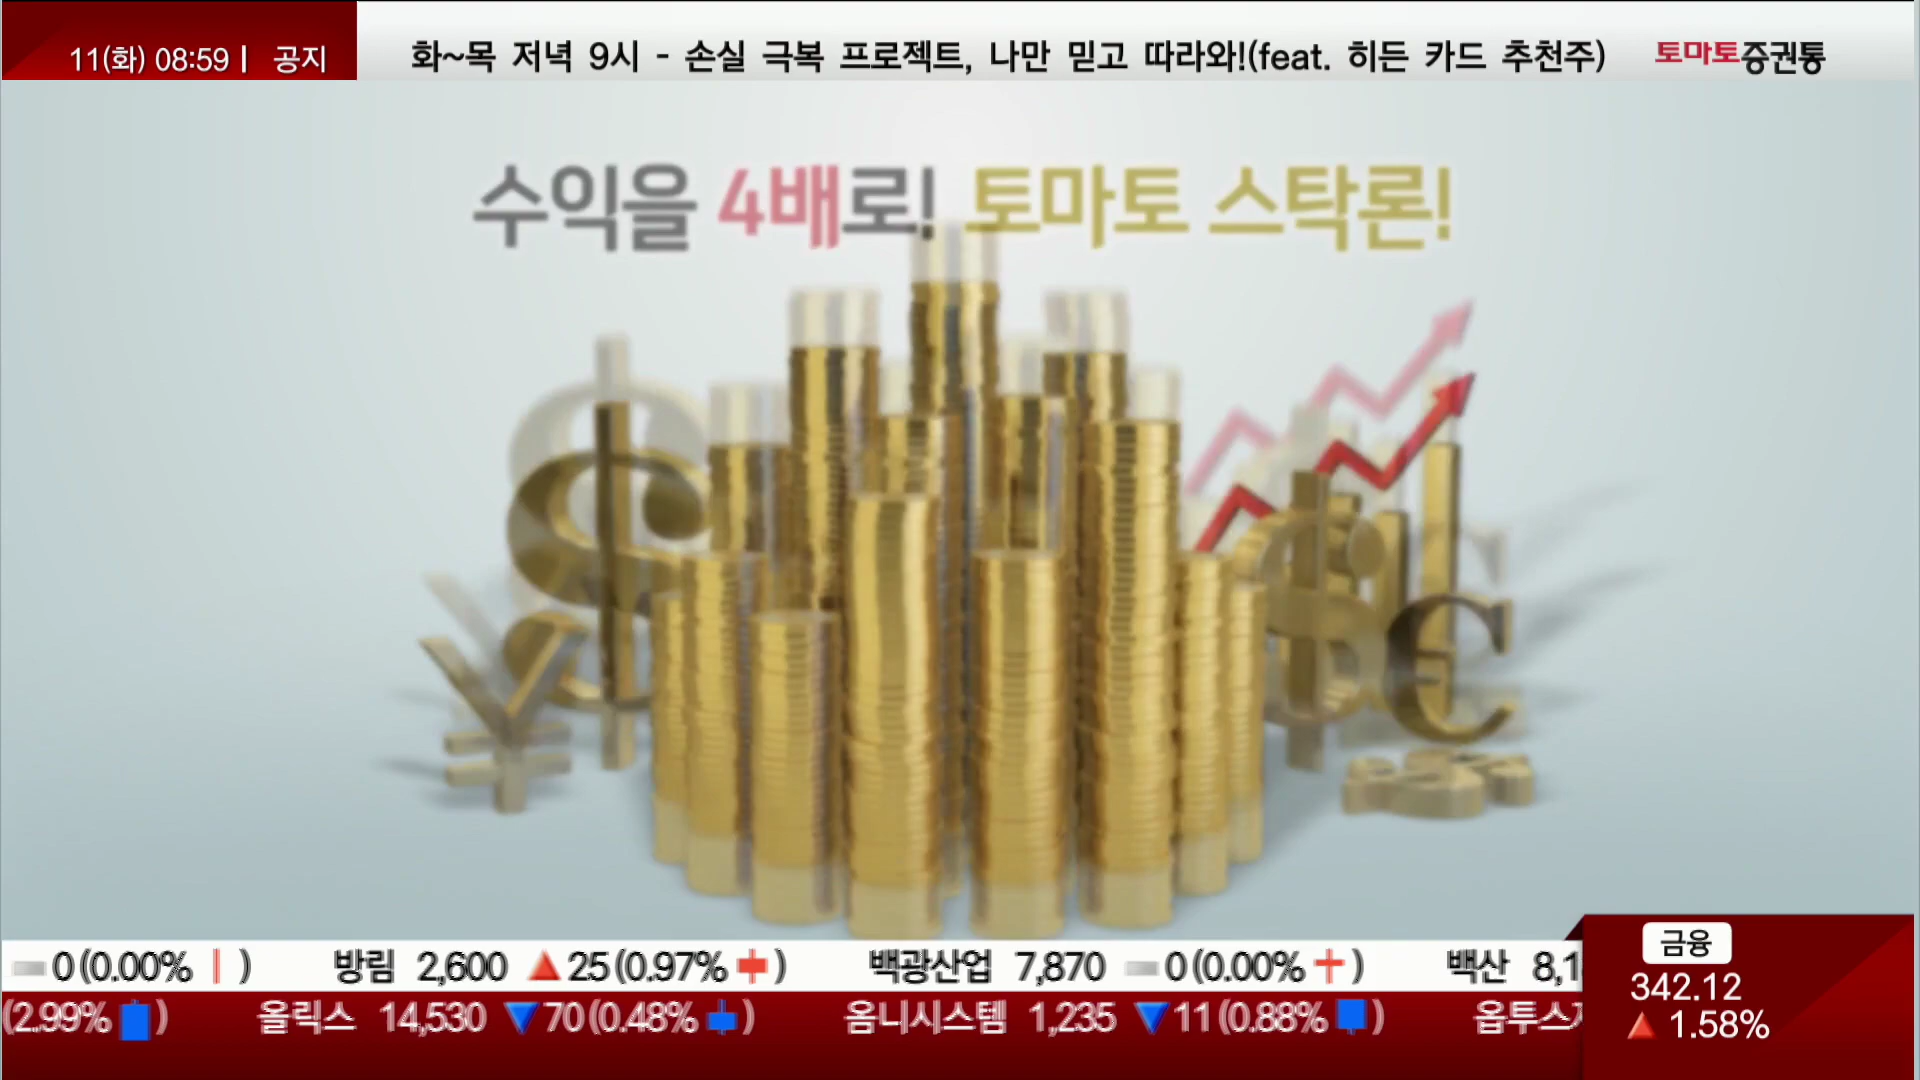 11(화) 08:59 | 공지 화~목 저녁 9시 - 손실 극복 프로젝트, 나만 믿고 따라와!(feat. 히든 카드 추천주) 토마토증권통
수익을 4배로! 토마토 스탁론!
0(0.00% ) 방림 2,600 ▲25(0.97% ) 백광산업 7,870 0(0.00% ) 백산
(2.99% ) 올릭스 14,530 ▼70(0.48% ) 옴니시스템 1,235 ▼11(0.88% )
금융
342.12
▲ 1.58%